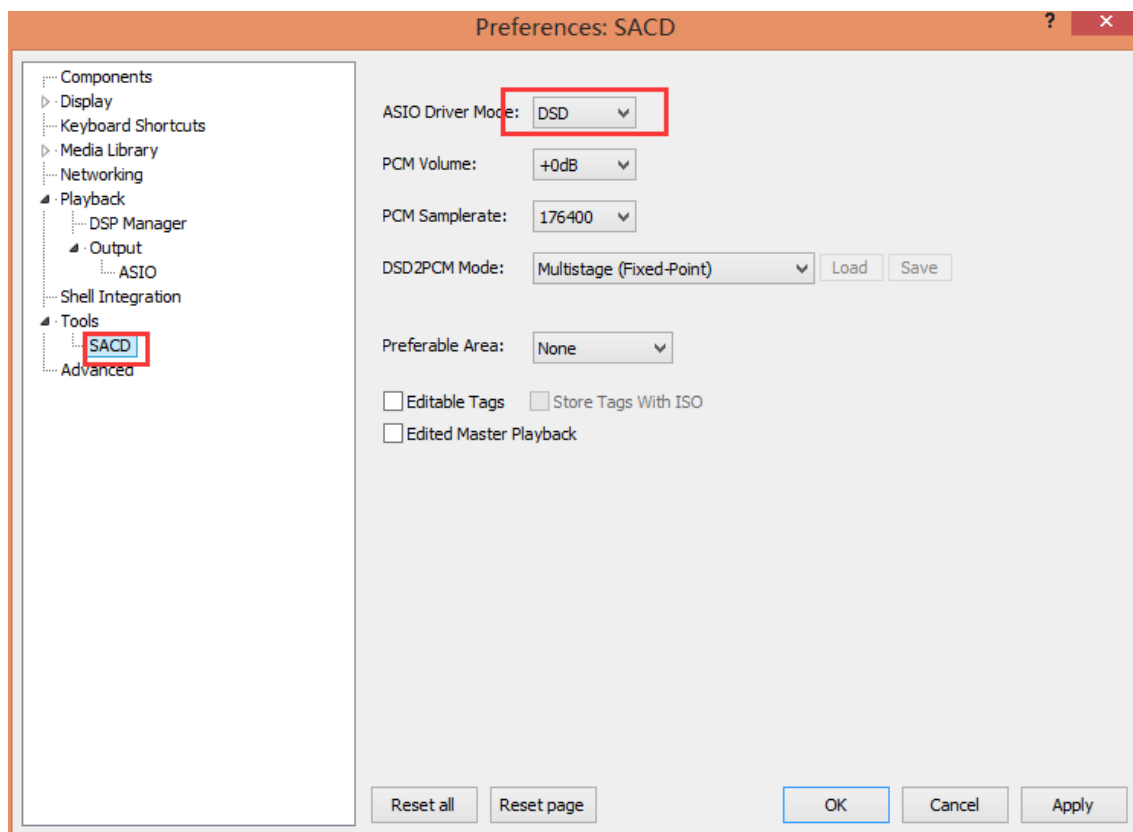 Preferences: SACD
?
×
Components
Display
Keyboard Shortcuts
Media Library
Networking
Playback
DSP Manager
Output
ASIO
Shell Integration
Tools
SACD
Advanced
ASIO Driver Mode: DSD
PCM Volume: +0dB
PCM Samplerate: 176400
DSD2PCM Mode: Multistage (Fixed-Point) Load Save
Preferable Area: None
Editable Tags Store Tags With ISO
Edited Master Playback
Reset all Reset page OK Cancel Apply